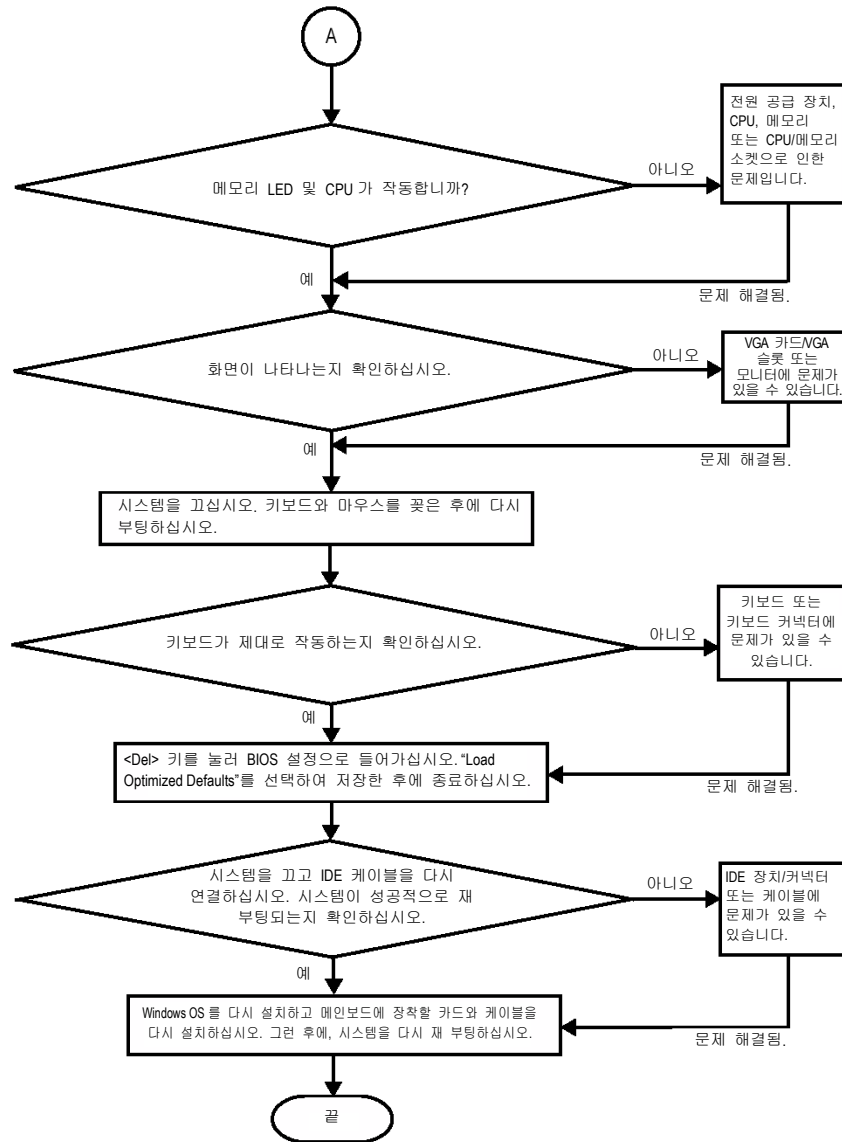 A
메모리 LED 및 CPU 가 작동합니까?
아니오
전원 공급 장치,
CPU, 메모리
또는 CPU/메모리
소켓으로 인한
문제입니다.
예
문제 해결됨.
화면이 나타나는지 확인하십시오.
아니오
VGA 카드/VGA
슬롯 또는
모니터에 문제가
있을 수 있습니다.
예
문제 해결됨.
시스템을 끄십시오. 키보드와 마우스를 꽂은 후에 다시
부팅하십시오.
키보드가 제대로 작동하는지 확인하십시오.
아니오
키보드 또는
키보드 커넥터에
문제가 있을 수
있습니다.
예
<Del> 키를 눌러 BIOS 설정으로 들어가십시오. “Load
Optimized Defaults”를 선택하여 저장한 후에 종료하십시오.
문제 해결됨.
시스템을 끄고 IDE 케이블을 다시
연결하십시오. 시스템이 성공적으로 재
부팅되는지 확인하십시오.
아니오
IDE 장치/커넥터
또는 케이블에
문제가 있을 수
있습니다.
예
Windows OS 를 다시 설치하고 메인보드에 장착할 카드와 케이블을
다시 설치하십시오. 그런 후에, 시스템을 다시 재 부팅하십시오.
문제 해결됨.
끝